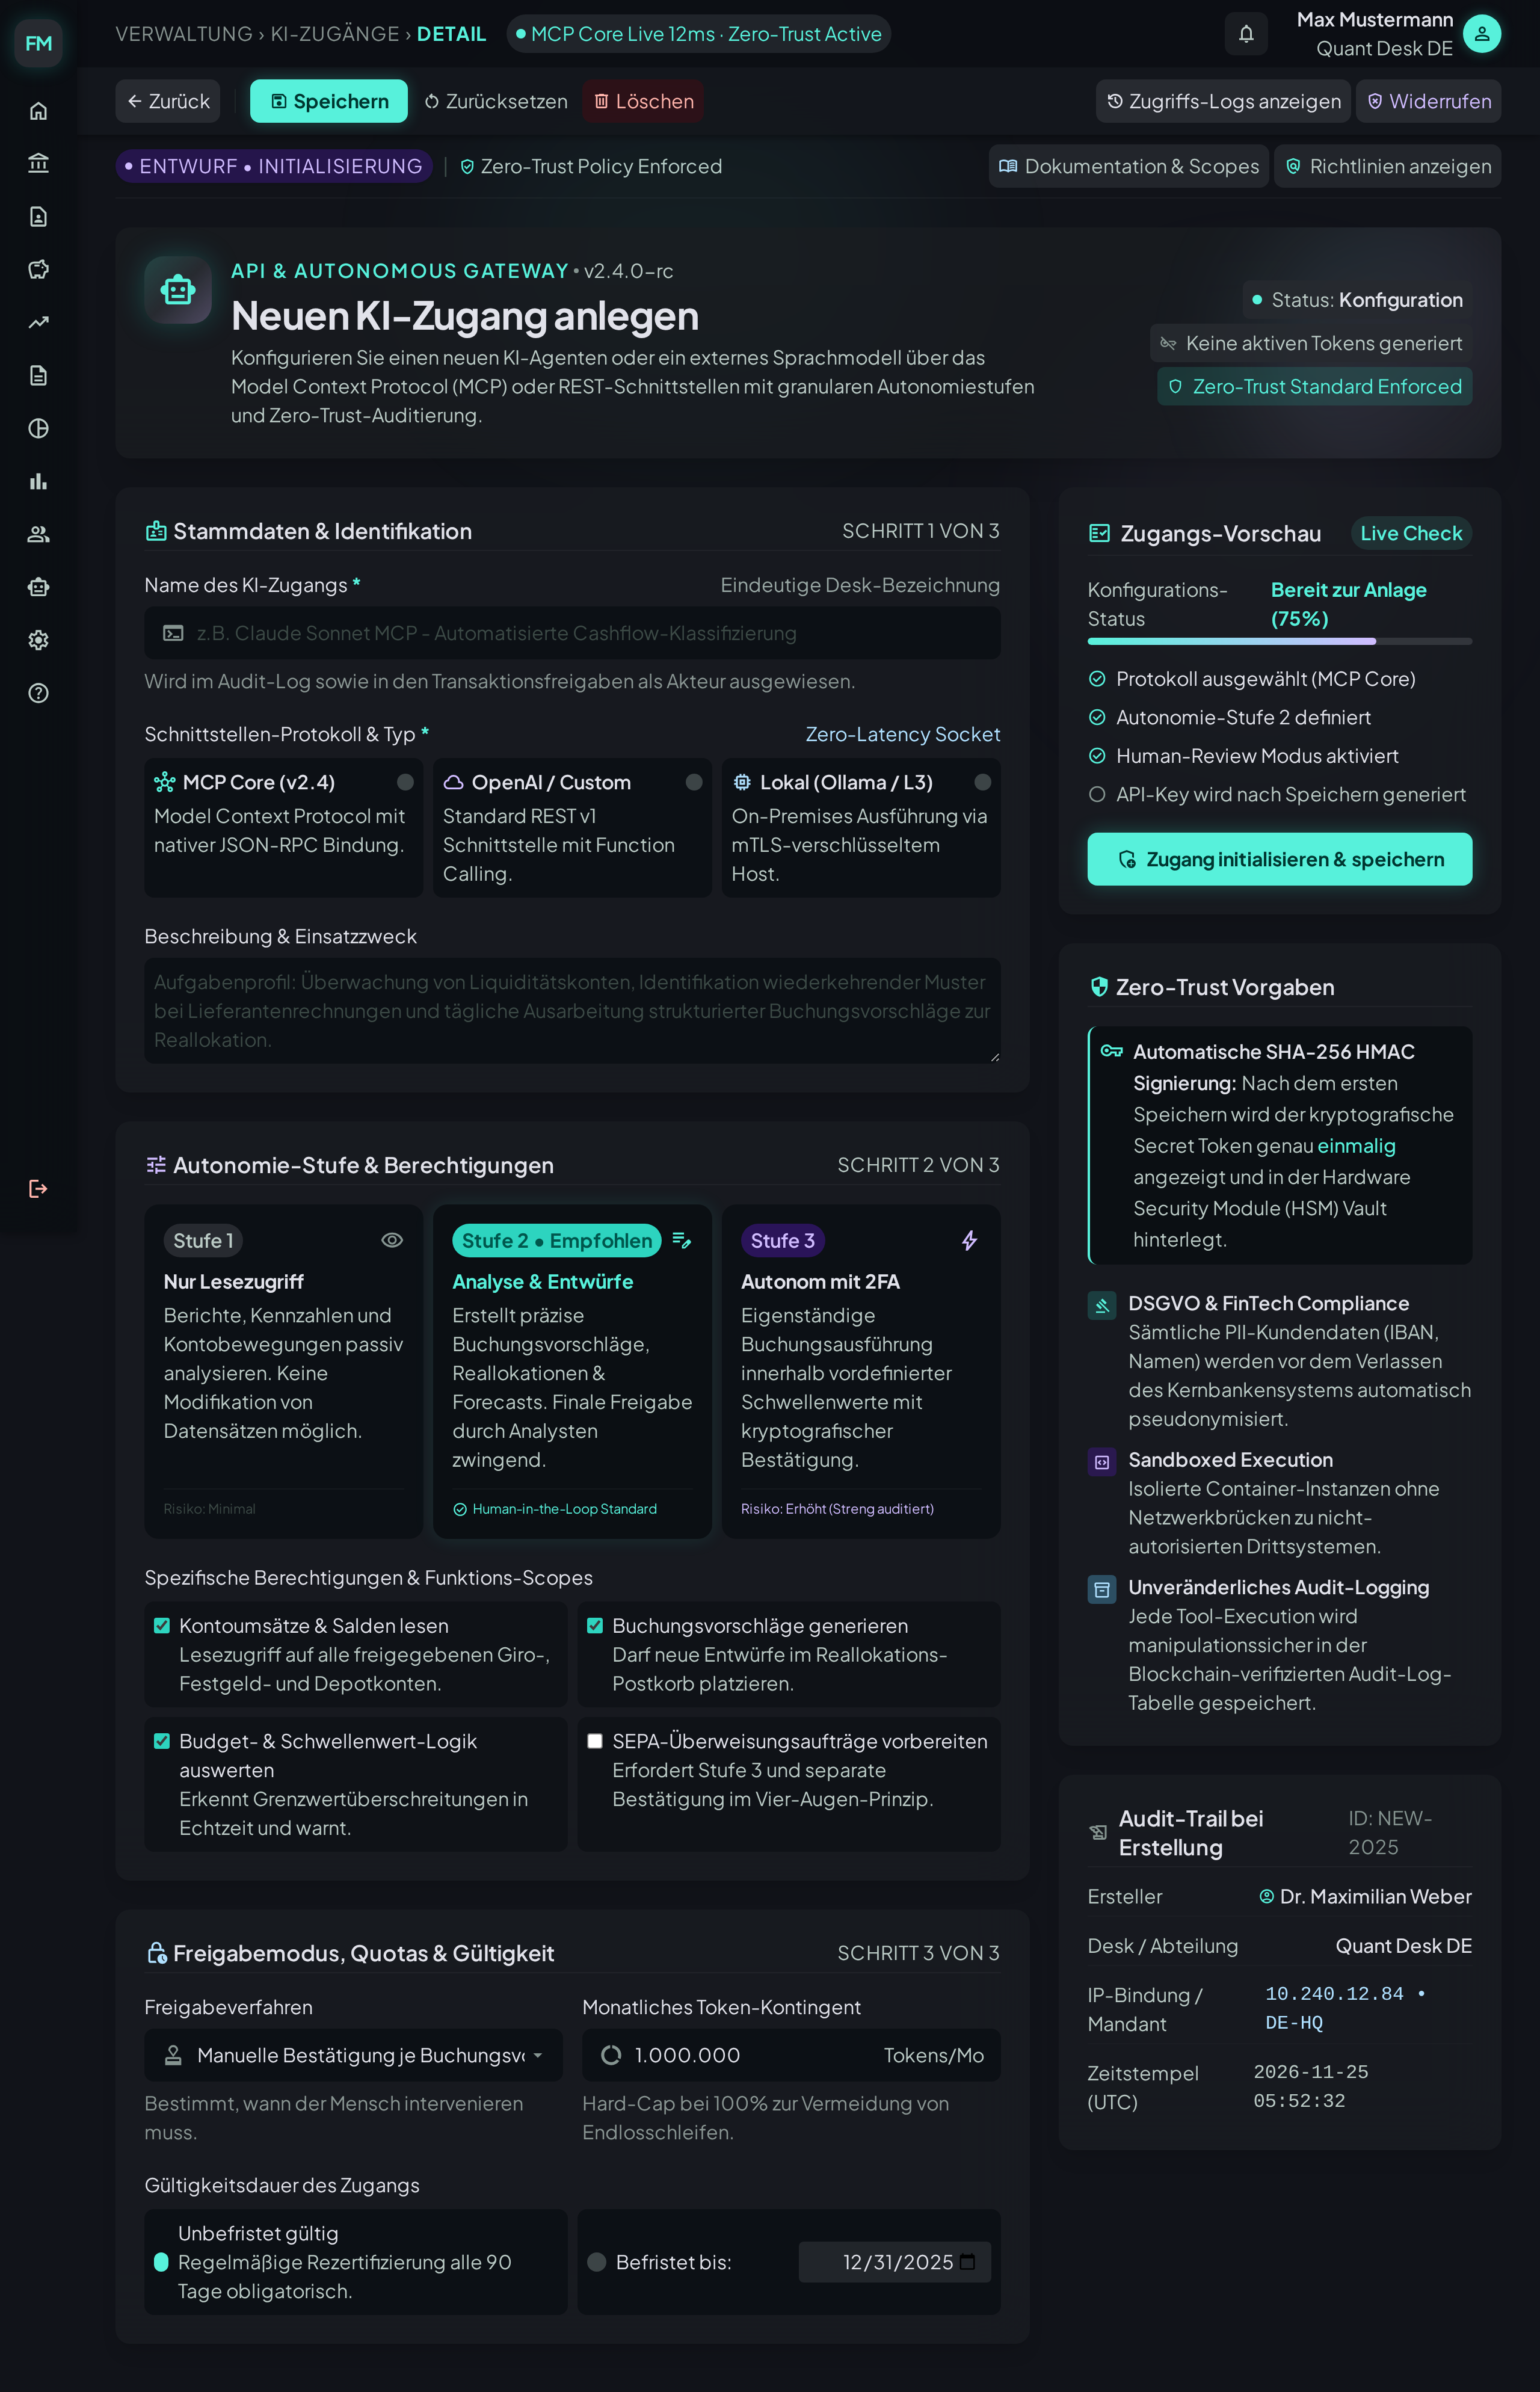 FM
VERWALTUNG › KI-ZUGÄNGE › DETAIL
MCP Core Live 12ms · Zero-Trust Active
Max Mustermann
Quant Desk DE
Zurück
Speichern
Zurücksetzen
Löschen
Zugriffs-Logs anzeigen
Widerrufen
ENTWURF • INITIALISIERUNG
Zero-Trust Policy Enforced
Dokumentation & Scopes
Richtlinien anzeigen
API & AUTONOMOUS GATEWAY • v2.4.0-rc
Neuen KI-Zugang anlegen
Konfigurieren Sie einen neuen KI-Agenten oder ein externes Sprachmodell über das
Model Context Protocol (MCP) oder REST-Schnittstellen mit granularen Autonomiestufen
und Zero-Trust-Auditierung.
Status: Konfiguration
Keine aktiven Tokens generiert
Zero-Trust Standard Enforced
Stammdaten & Identifikation
SCHRITT 1 VON 3
Name des KI-Zugangs *
Eindeutige Desk-Bezeichnung
z.B. Claude Sonnet MCP - Automatisierte Cashflow-Klassifizierung
Wird im Audit-Log sowie in den Transaktionsfreigaben als Akteur ausgewiesen.
Schnittstellen-Protokoll & Typ *
Zero-Latency Socket
MCP Core (v2.4)
Model Context Protocol mit
nativer JSON-RPC Bindung.
OpenAI / Custom
Standard REST v1
Schnittstelle mit Function
Calling.
Lokal (Ollama / L3)
On-Premises Ausführung via
mTLS-verschlüsseltem
Host.
Beschreibung & Einsatzzweck
Aufgabenprofil: Überwachung von Liquiditätskonten, Identifikation wiederkehrender Muster
bei Lieferantenrechnungen und tägliche Ausarbeitung strukturierter Buchungsvorschläge zur
Reallokation.
Autonomie-Stufe & Berechtigungen
SCHRITT 2 VON 3
Stufe 1
Nur Lesezugriff
Berichte, Kennzahlen und
Kontobewegungen passiv
analysieren. Keine
Modifikation von
Datensätzen möglich.
Risiko: Minimal
Stufe 2 • Empfohlen
Analyse & Entwürfe
Erstellt präzise
Buchungsvorschläge,
Reallokationen &
Forecasts. Finale Freigabe
durch Analysten
zwingend.
Human-in-the-Loop Standard
Stufe 3
Autonom mit 2FA
Eigenständige
Buchungsausführung
innerhalb vordefinierter
Schwellenwerte mit
kryptografischer
Bestätigung.
Risiko: Erhöht (Streng auditiert)
Spezifische Berechtigungen & Funktions-Scopes
Kontoumsätze & Salden lesen
Lesezugriff auf alle freigegebenen Giro-,
Festgeld- und Depotkonten.
Buchungsvorschläge generieren
Darf neue Entwürfe im Reallokations-
Postkorb platzieren.
Budget- & Schwellenwert-Logik
auswerten
Erkennt Grenzwertüberschreitungen in
Echtzeit und warnt.
SEPA-Überweisungsaufträge vorbereiten
Erfordert Stufe 3 und separate
Bestätigung im Vier-Augen-Prinzip.
Freigabemodus, Quotas & Gültigkeit
SCHRITT 3 VON 3
Freigabeverfahren
Manuelle Bestätigung je Buchungsv
Bestimmt, wann der Mensch intervenieren
muss.
Monatliches Token-Kontingent
1.000.000
Tokens/Mo
Hard-Cap bei 100% zur Vermeidung von
Endlosschleifen.
Gültigkeitsdauer des Zugangs
Unbefristet gültig
Regelmäßige Rezertifizierung alle 90
Tage obligatorisch.
Befristet bis:
12/31/2025
Zugangs-Vorschau
Live Check
Konfigurations-
Status
Bereit zur Anlage
(75%)
Protokoll ausgewählt (MCP Core)
Autonomie-Stufe 2 definiert
Human-Review Modus aktiviert
API-Key wird nach Speichern generiert
Zugang initialisieren & speichern
Zero-Trust Vorgaben
Automatische SHA-256 HMAC
Signierung: Nach dem ersten
Speichern wird der kryptografische
Secret Token genau einmalig
angezeigt und in der Hardware
Security Module (HSM) Vault
hinterlegt.
DSGVO & FinTech Compliance
Sämtliche PII-Kundendaten (IBAN,
Namen) werden vor dem Verlassen
des Kernbankensystems automatisch
pseudonymisiert.
Sandboxed Execution
Isolierte Container-Instanzen ohne
Netzwerkbrücken zu nicht-
autorisierten Drittsystemen.
Unveränderliches Audit-Logging
Jede Tool-Execution wird
manipulationssicher in der
Blockchain-verifizierten Audit-Log-
Tabelle gespeichert.
Audit-Trail bei
Erstellung
ID: NEW-
2025
Ersteller
Dr. Maximilian Weber
Desk / Abteilung
Quant Desk DE
IP-Bindung /
Mandant
10.240.12.84 •
DE-HQ
Zeitstempel
(UTC)
2026-11-25
05:52:32